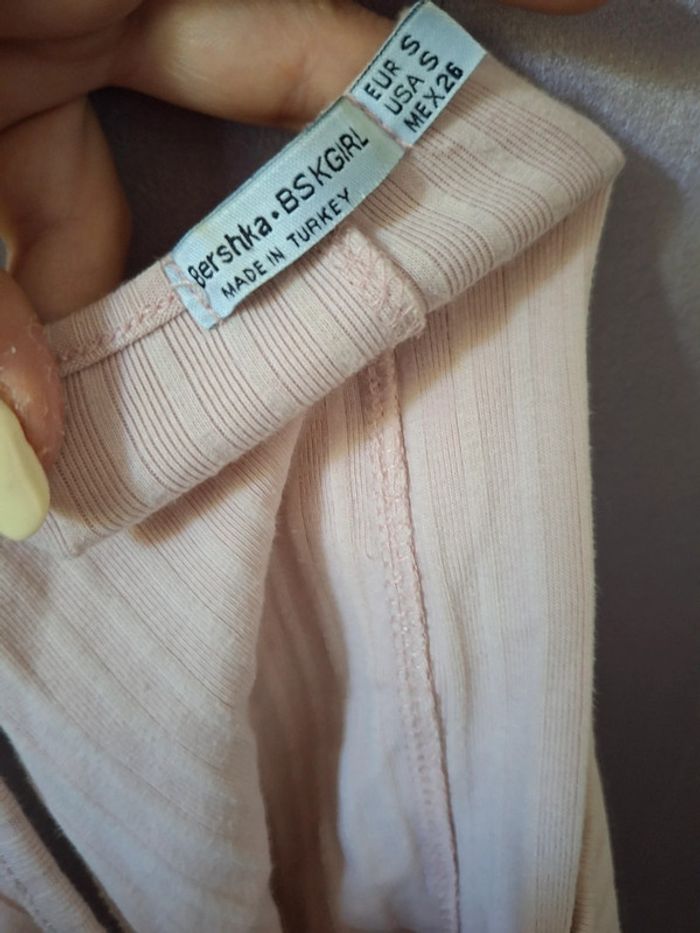 EUR S
USA S
MEX 26
Bershka • BSKGIRL
MADE IN TURKEY